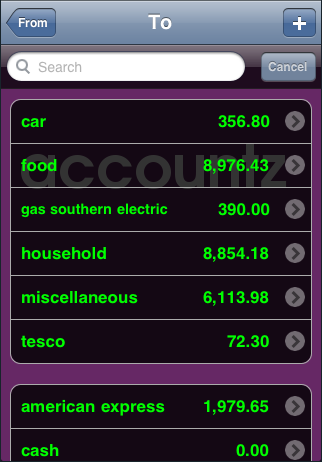 From
To
+
Search
Cancel
accountz
car 356.80
food 8,976.43
gas southern electric 390.00
household 8,854.18
miscellaneous 6,113.98
tesco 72.30
american express 1,979.65
cash 0.00